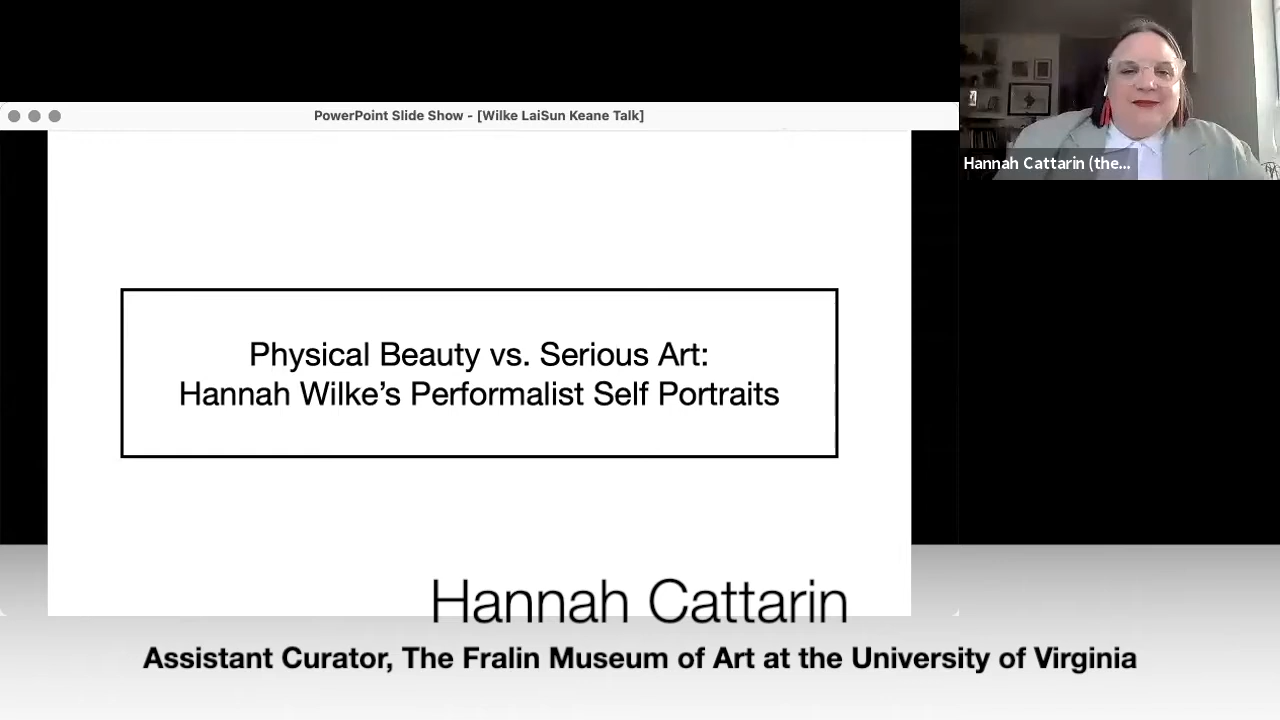 PowerPoint Slide Show - [Wilke LaiSun Keane Talk]
Hannah Cattarin (the...
Physical Beauty vs. Serious Art:
Hannah Wilke’s Performalist Self Portraits
Hannah Cattarin
Assistant Curator, The Fralin Museum of Art at the University of Virginia